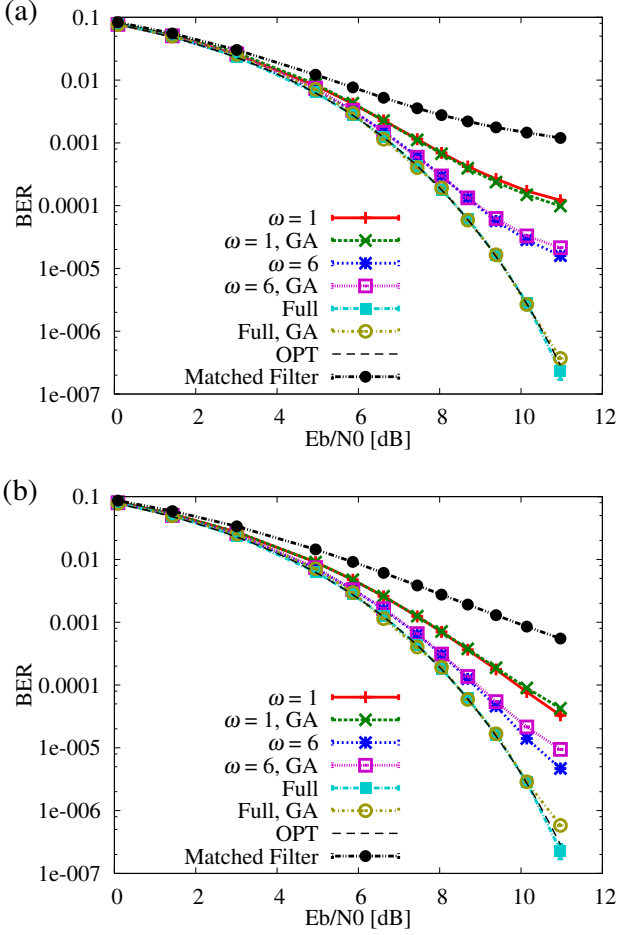 (a)
0.1
0.01
0.001
0.0001
1e-005
1e-006
1e-007
BER
ω = 1
ω = 1, GA
ω = 6
ω = 6, GA
Full
Full, GA
OPT
Matched Filter
0 2 4 6 8 10 12
Eb/N0 [dB]
(b)
0.1
0.01
0.001
0.0001
1e-005
1e-006
1e-007
BER
ω = 1
ω = 1, GA
ω = 6
ω = 6, GA
Full
Full, GA
OPT
Matched Filter
0 2 4 6 8 10 12
Eb/N0 [dB]